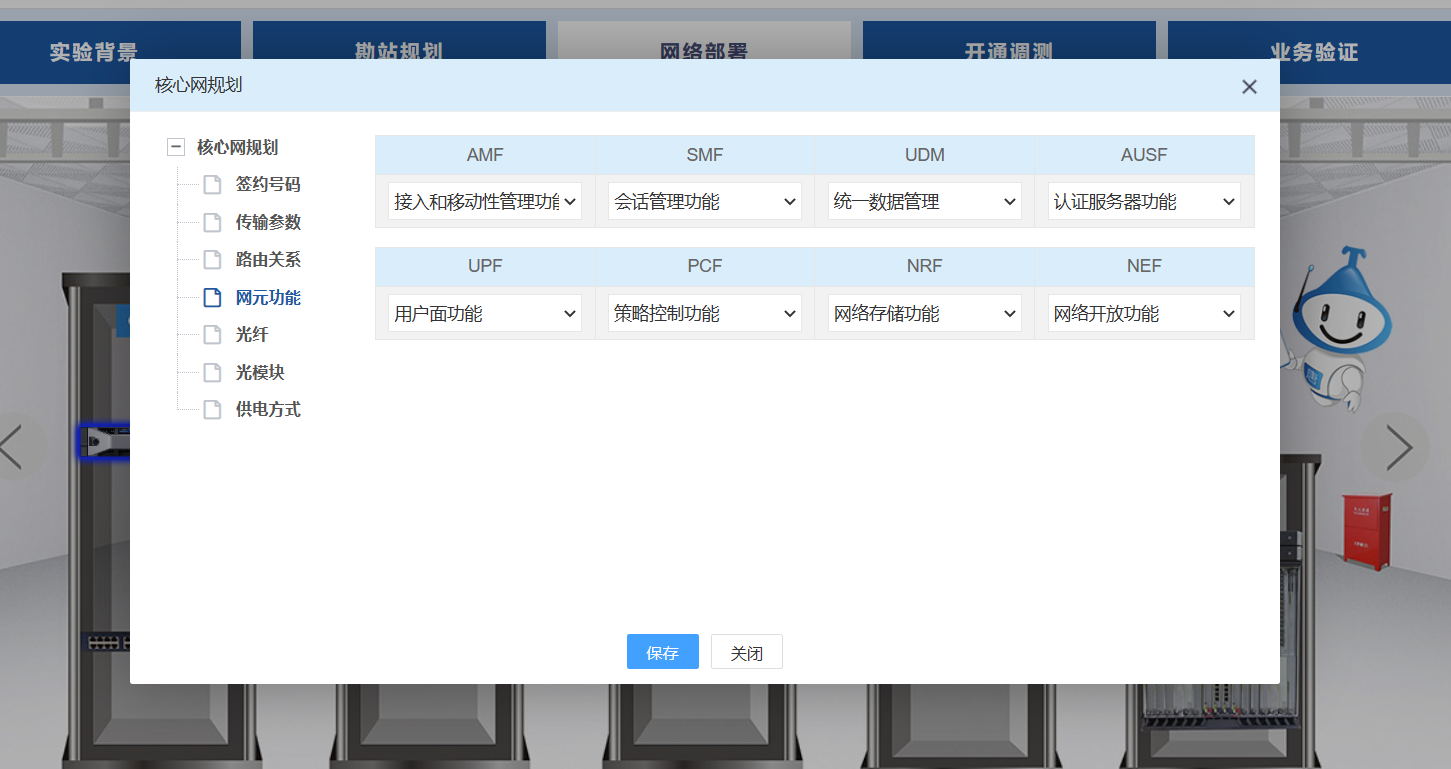 实验背景
勘站规划
网络部署
开通调测
业务验证
核心网规划
核心网规划
签约号码
传输参数
路由关系
网元功能
光纤
光模块
供电方式
AMF SMF UDM AUSF
接入和移动性管理功能 会话管理功能 统一数据管理 认证服务器功能
UPF PCF NRF NEF
用户面功能 策略控制功能 网络存储功能 网络开放功能
保存 关闭